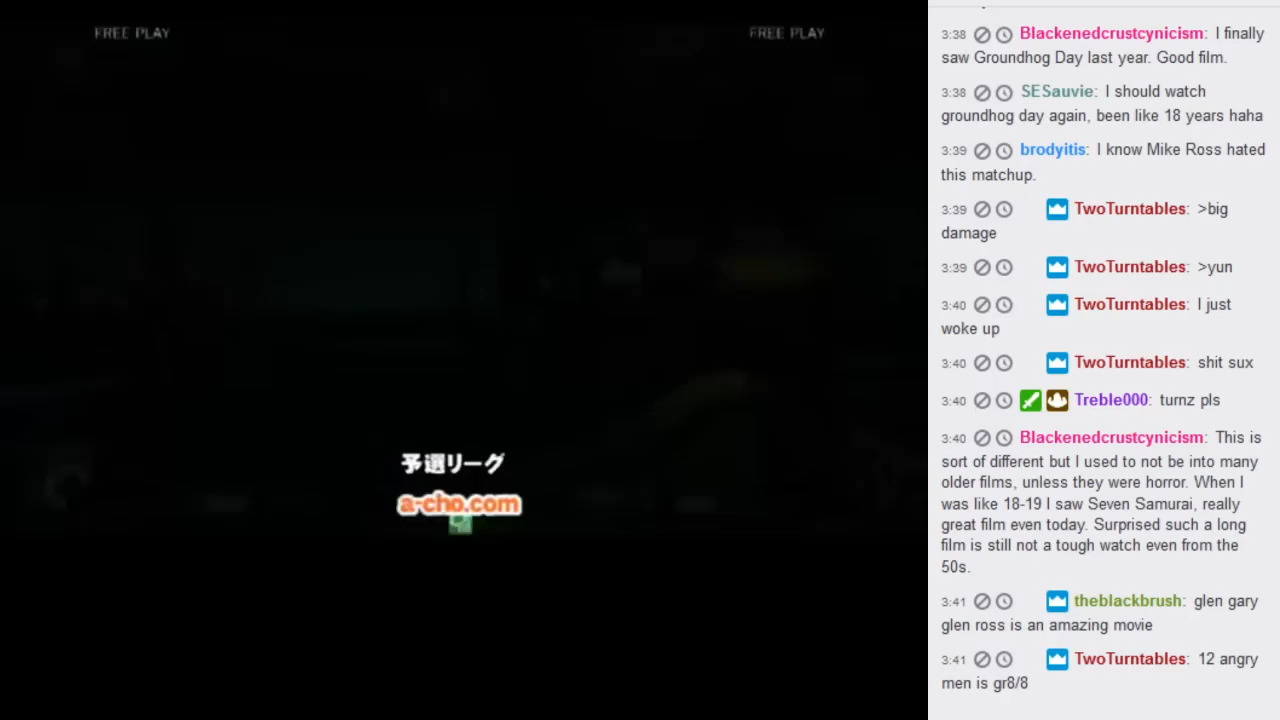 FREE PLAY
FREE PLAY
予選リーグ
a-cho.com
3:38 Blackenedcrustcynicism: I finally
saw Groundhog Day last year. Good film.
3:38 SESauvie: I should watch
groundhog day again, been like 18 years haha
3:39 brodyitis: I know Mike Ross hated
this matchup.
3:39 TwoTurntables: >big
damage
3:39 TwoTurntables: >yun
3:40 TwoTurntables: I just
woke up
3:40 TwoTurntables: shit sux
3:40 Treble000: turnz pls
3:40 Blackenedcrustcynicism: This is
sort of different but I used to not be into many
older films, unless they were horror. When I
was like 18-19 I saw Seven Samurai, really
great film even today. Surprised such a long
film is still not a tough watch even from the
50s.
3:41 theblackbrush: glen gary
glen ross is an amazing movie
3:41 TwoTurntables: 12 angry
men is gr8/8